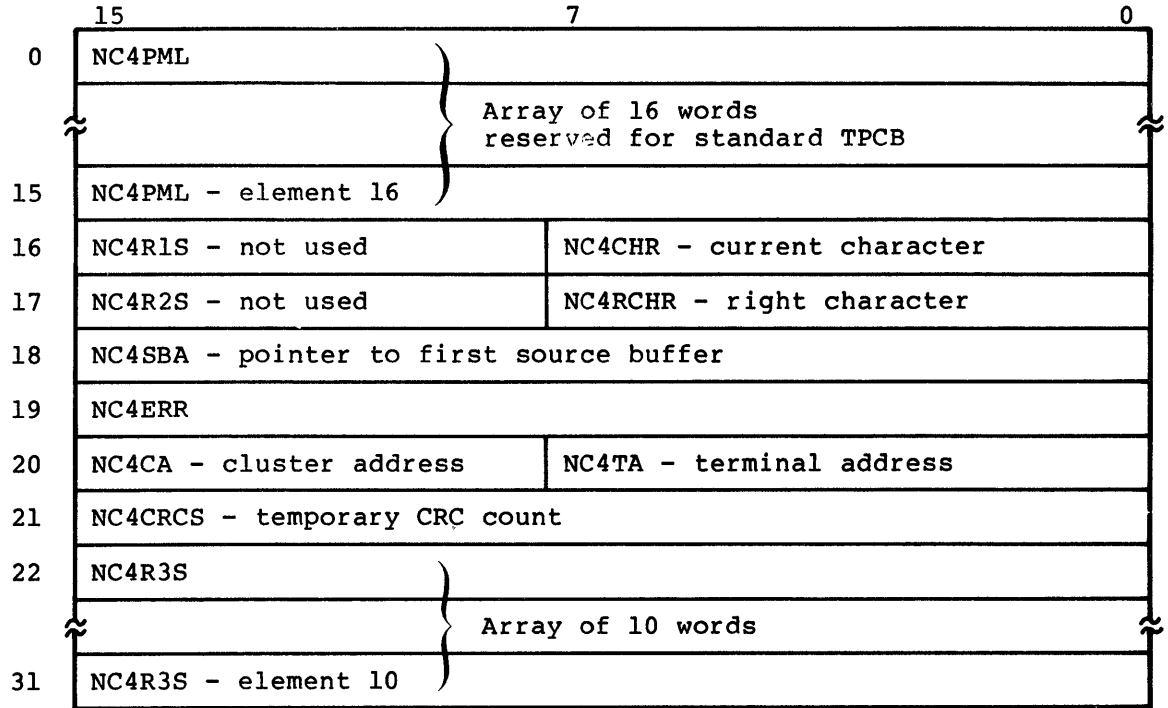 15 7 0
0 NC4PML
Array of 16 words
reserved for standard TPCB
15 NC4PML - element 16
16 NC4R1S - not used NC4CHR - current character
17 NC4R2S - not used NC4RCHR - right character
18 NC4SBA - pointer to first source buffer
19 NC4ERR
20 NC4CA - cluster address NC4TA - terminal address
21 NC4CRCS - temporary CRC count
22 NC4R3S
Array of 10 words
31 NC4R3S - element 10